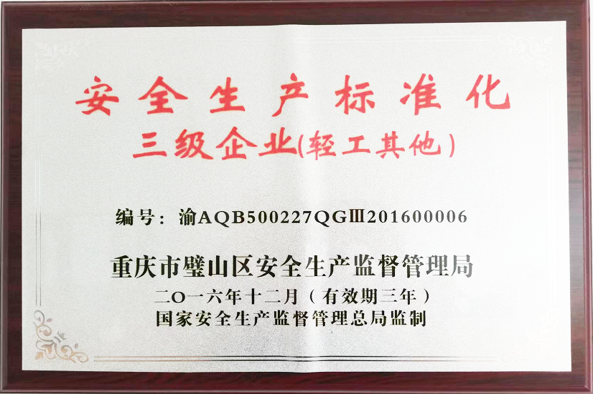 安全生产标准化
三级企业(轻工其他)
编号：渝AQB500227QGⅢ201600006
重庆市璧山区安全生产监督管理局
二〇一六年十二月（有效期三年）
国家安全生产监督管理总局监制